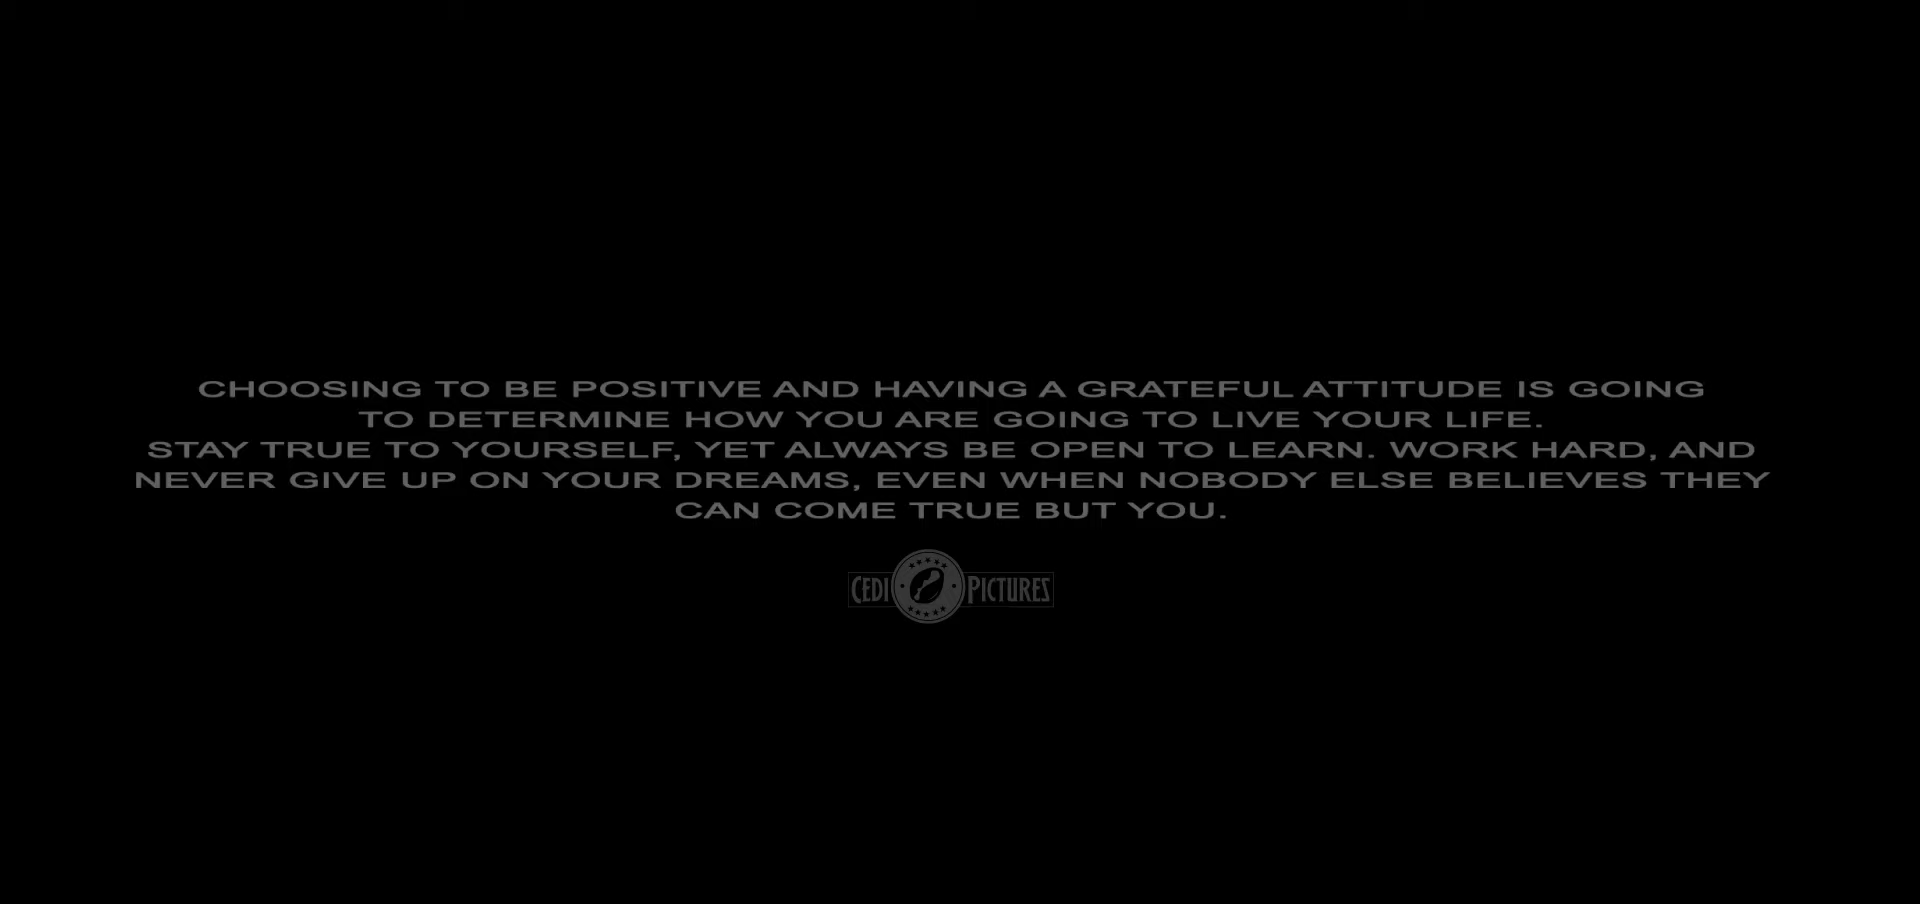 CHOOSING TO BE POSITIVE AND HAVING A GRATEFUL ATTITUDE IS GOING
TO DETERMINE HOW YOU ARE GOING TO LIVE YOUR LIFE.
STAY TRUE TO YOURSELF, YET ALWAYS BE OPEN TO LEARN. WORK HARD, AND
NEVER GIVE UP ON YOUR DREAMS, EVEN WHEN NOBODY ELSE BELIEVES THEY
CAN COME TRUE BUT YOU.
CEDI PICTURES